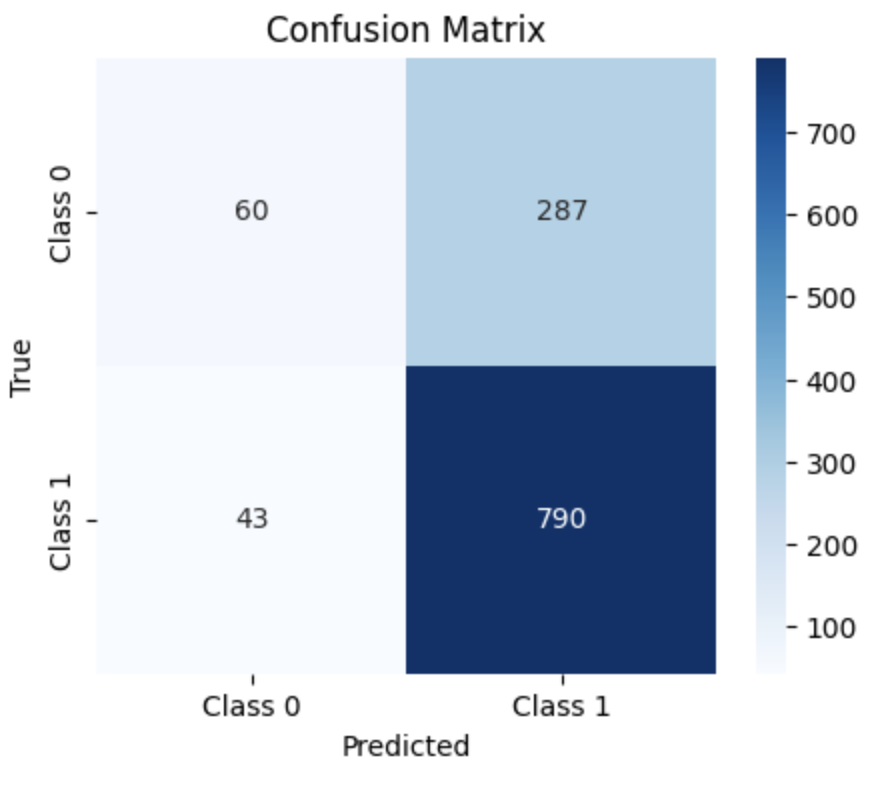 Confusion Matrix
Class 0
60
287
700
600
500
True
400
300
Class 1
43
790
200
100
Class 0
Class 1
Predicted